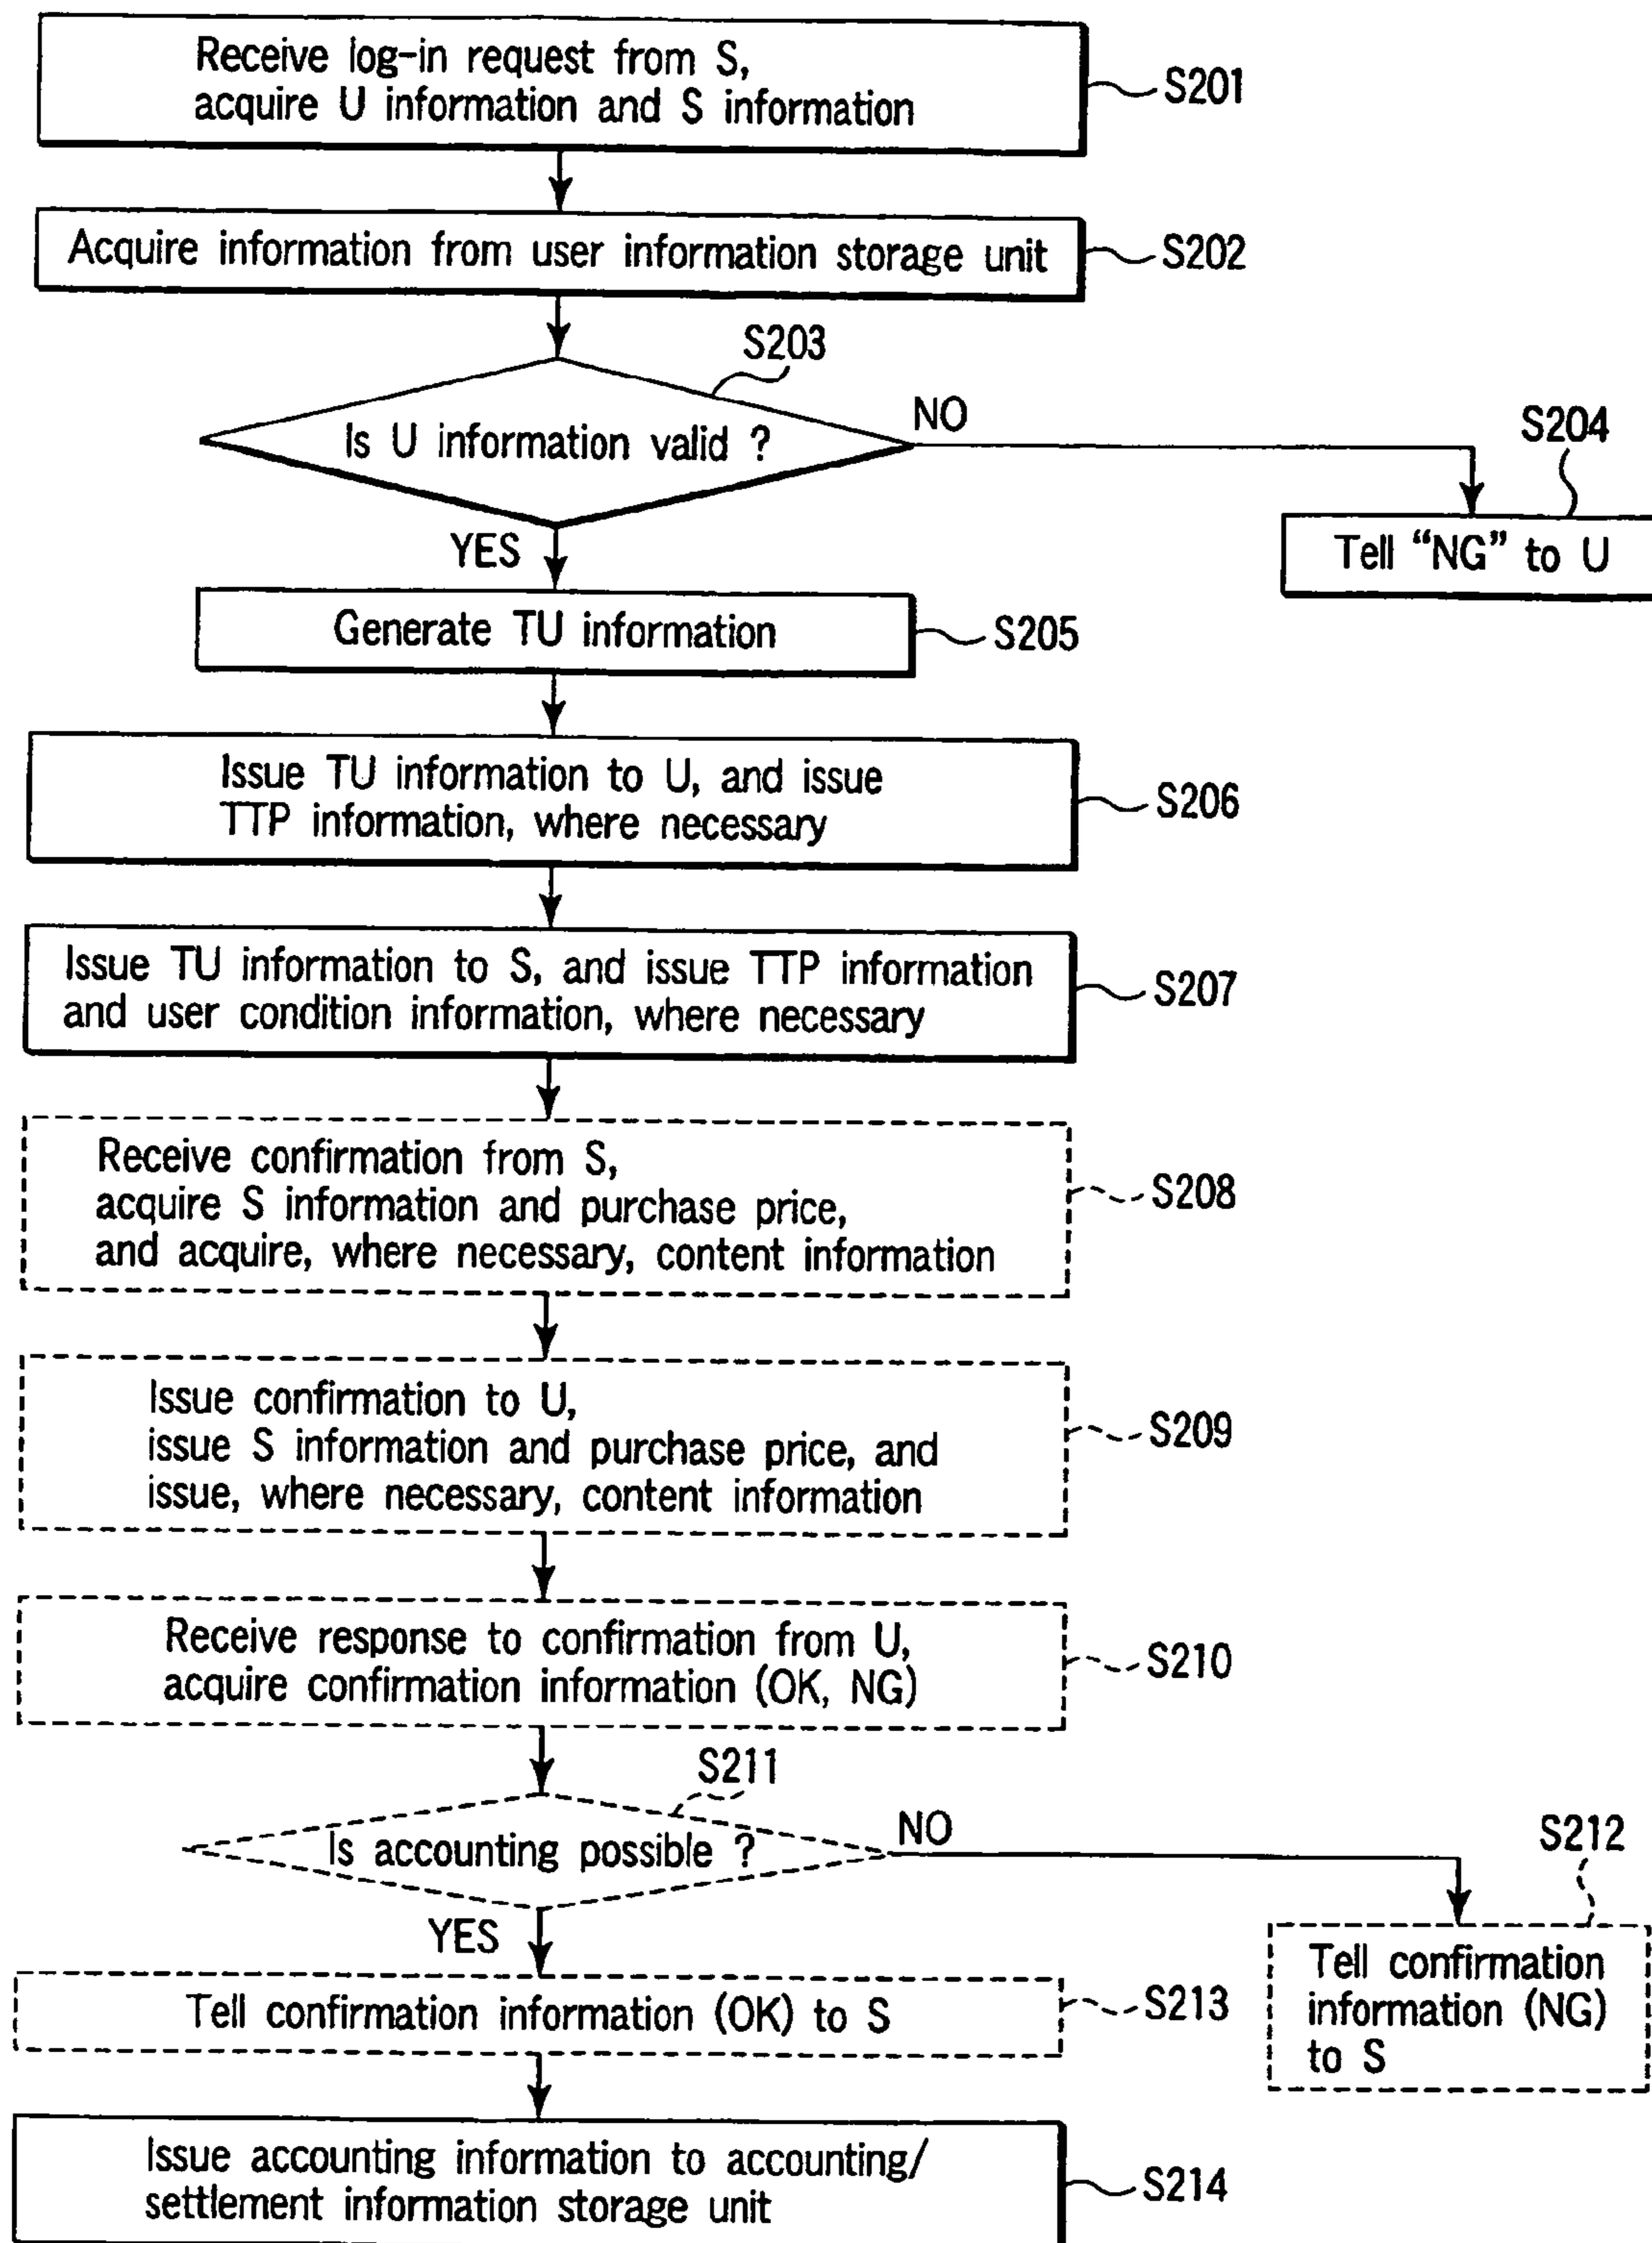 Receive log-in request from S,
acquire U information and S information
S201
Acquire information from user information storage unit
S202
S203
Is U information valid ?
NO
S204
Tell “NG” to U
YES
Generate TU information
S205
Issue TU information to U, and issue
TTP information, where necessary
S206
Issue TU information to S, and issue TTP information
and user condition information, where necessary
S207
Receive confirmation from S,
acquire S information and purchase price,
and acquire, where necessary, content information
S208
Issue confirmation to U,
issue S information and purchase price, and
issue, where necessary, content information
S209
Receive response to confirmation from U,
acquire confirmation information (OK, NG)
S210
S211
Is accounting possible ?
NO
S212
Tell confirmation
information (NG)
to S
YES
Tell confirmation information (OK) to S
S213
Issue accounting information to accounting/
settlement information storage unit
S214